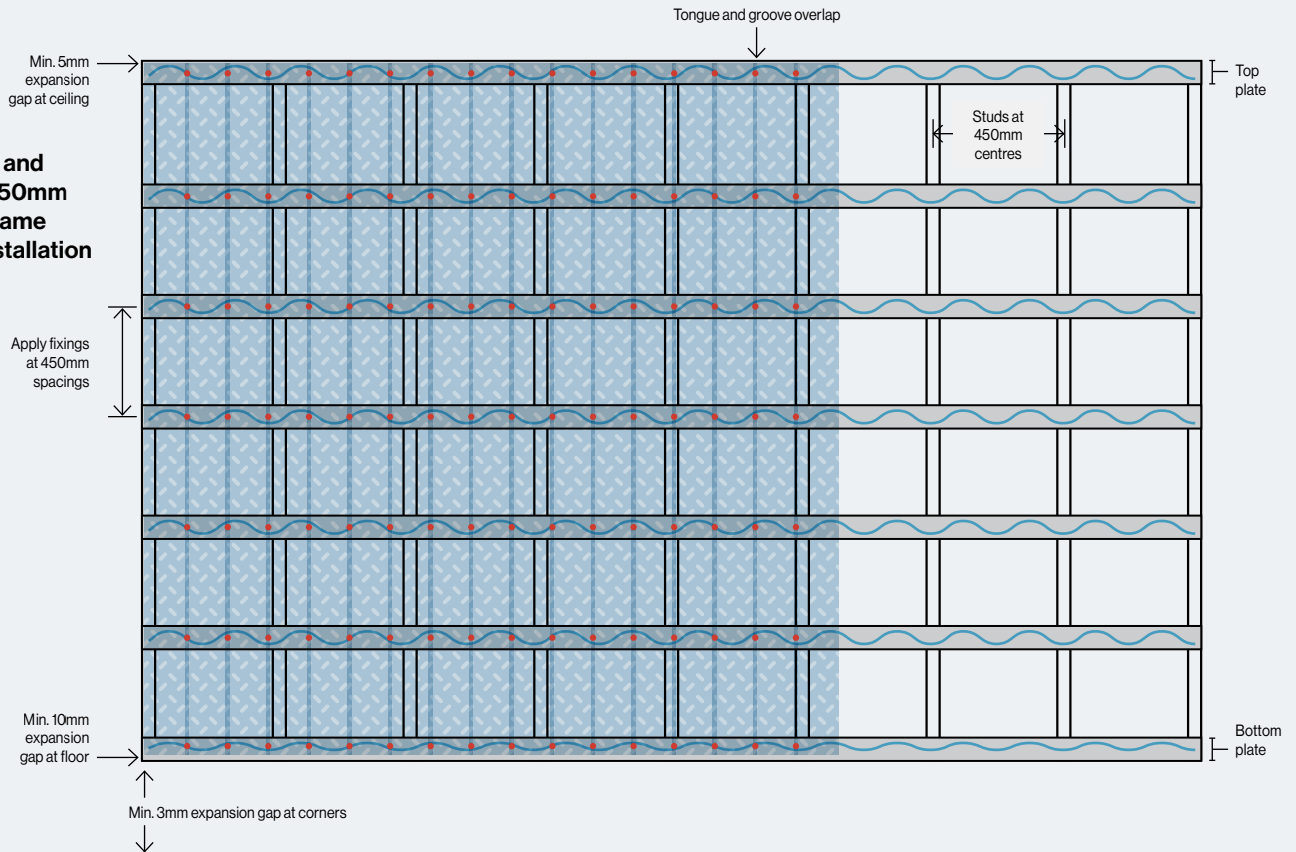 Tongue and groove overlap
Min. 5mm
expansion
gap at ceiling
Top
plate
Studs at
450mm
centres
and
50mm
stallation
Apply fixings
at 450mm
spacings
Min. 10mm
expansion
gap at floor
Bottom
plate
Min. 3mm expansion gap at corners